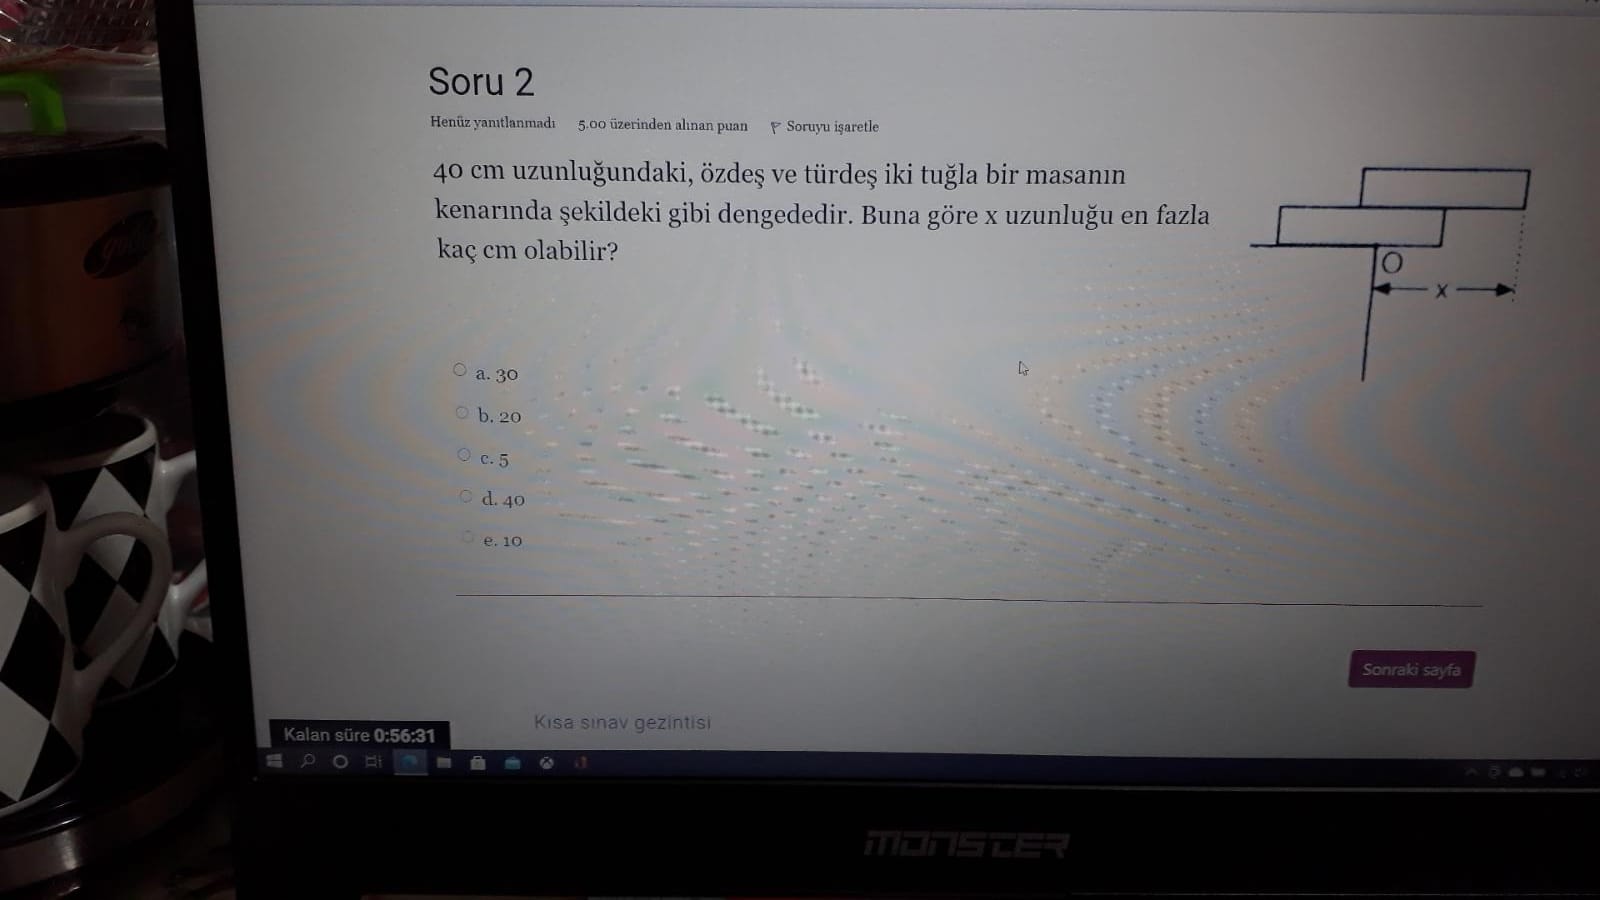 Soru 2
Henüz yanıtlanmadı 5,00 üzerinden alınan puan Soruyu işaretle
40 cm uzunluğundaki, özdeş ve türdeş iki tuğla bir masanın
kenarında şekildeki gibi dengededir. Buna göre x uzunluğu en fazla
kaç cm olabilir?
O
x
a. 30
b. 20
c. 5
d. 40
e. 10
Sonraki sayfa
Kısa sınav gezintisi
Kalan süre 0:56:31
MONSTER